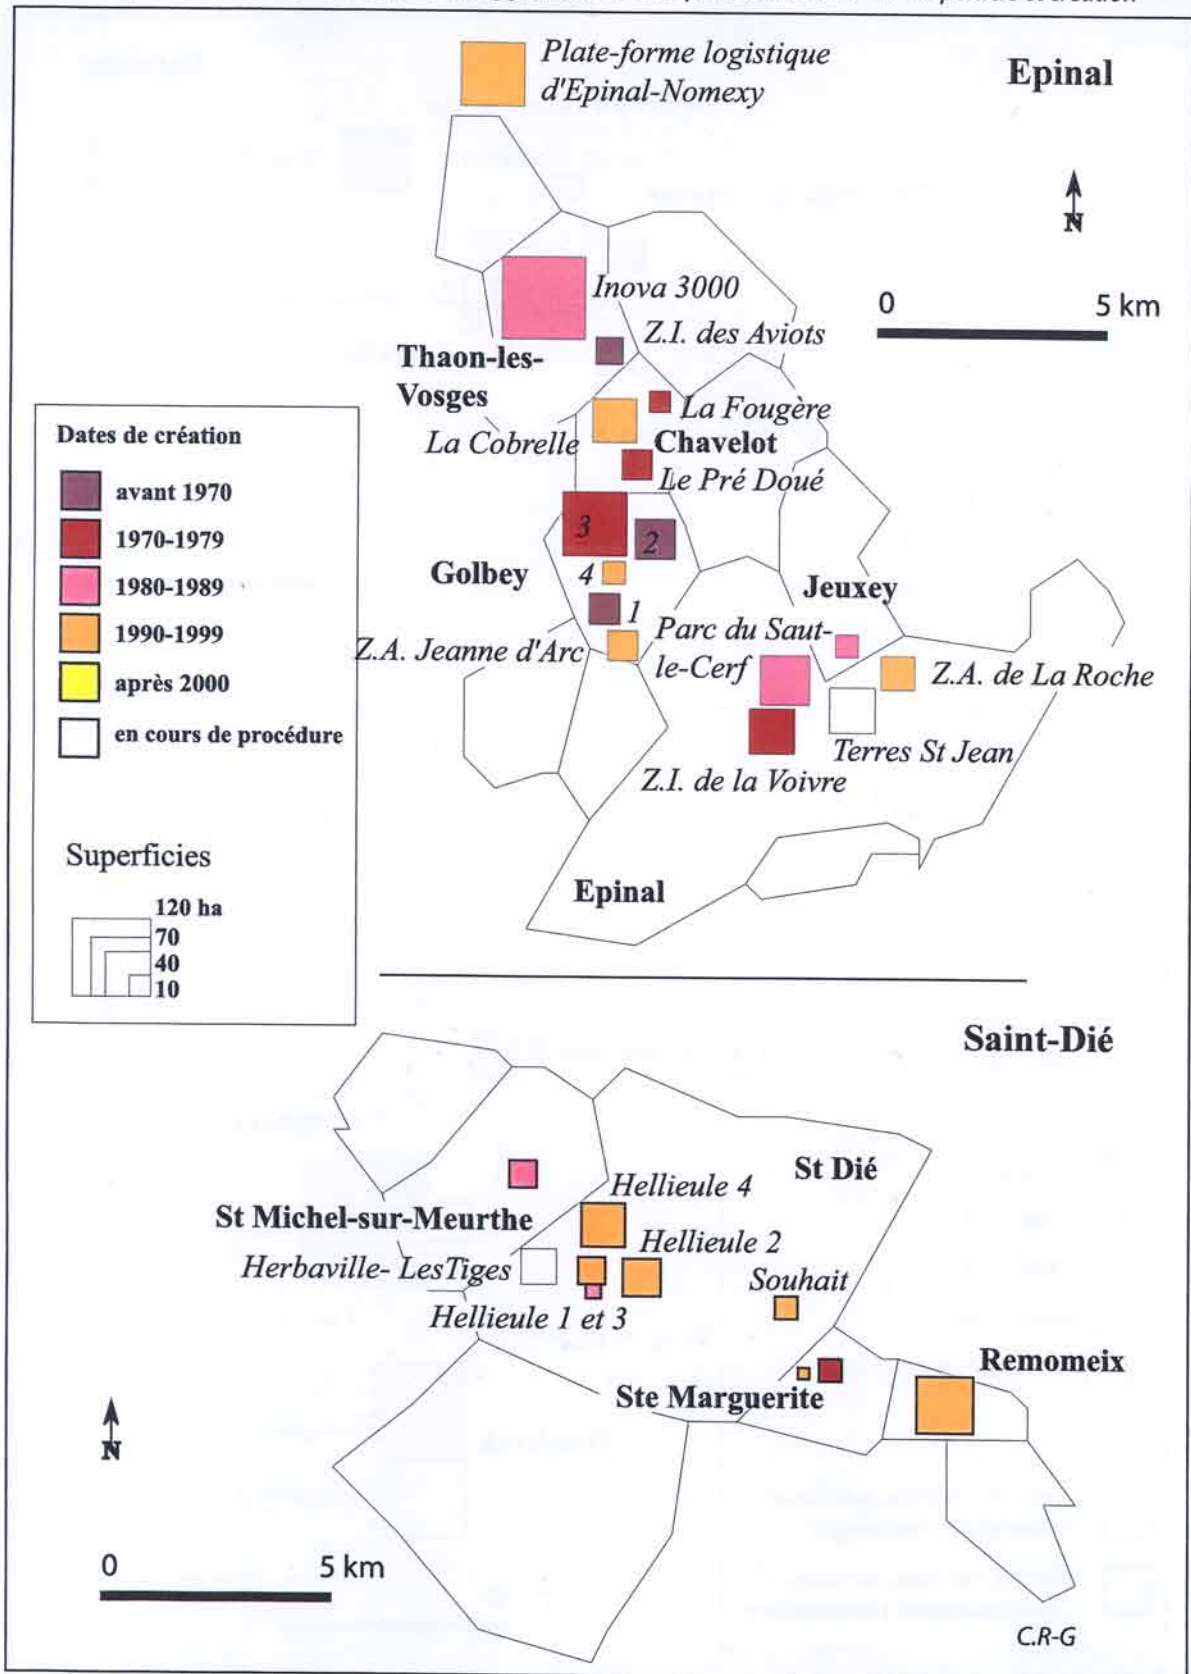 Plate-forme logistique
d'Epinal-Nomexy
Epinal
N
0 5 km
Inova 3000
Z.I. des Aviots
Thaon-les-
Vosges
La Fougère
La Cobrelle
Chavelot
Le Pré Doué
3
2
4
Golbey
1
Jeuxey
Z.A. Jeanne d'Arc
Parc du Saut-
le-Cerf
Z.A. de La Roche
Terres St Jean
Z.I. de la Voivre
Epinal
Dates de création
avant 1970
1970-1979
1980-1989
1990-1999
après 2000
en cours de procédure
Superficies
120 ha
70
40
10
Saint-Dié
St Dié
Hellieule 4
St Michel-sur-Meurthe
Hellieule 2
Herbaville- LesTiges
Souhait
Hellieule 1 et 3
Remomeix
Ste Marguerite
N
0 5 km
C.R-G